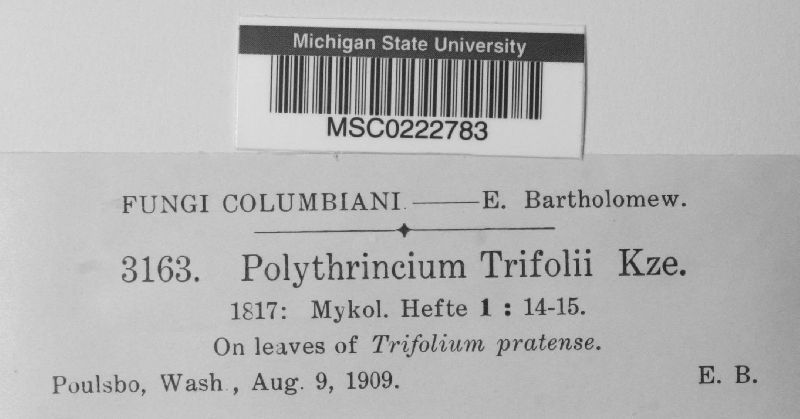 Michigan State University
MSC0222783
FUNGI COLUMBIANI. —— E. Bartholomew.
3163. Polythrincium Trifolii Kze.
1817: Mykol. Hefte 1 : 14-15.
On leaves of Trifolium pratense.
Poulsbo, Wash., Aug. 9, 1909. E. B.